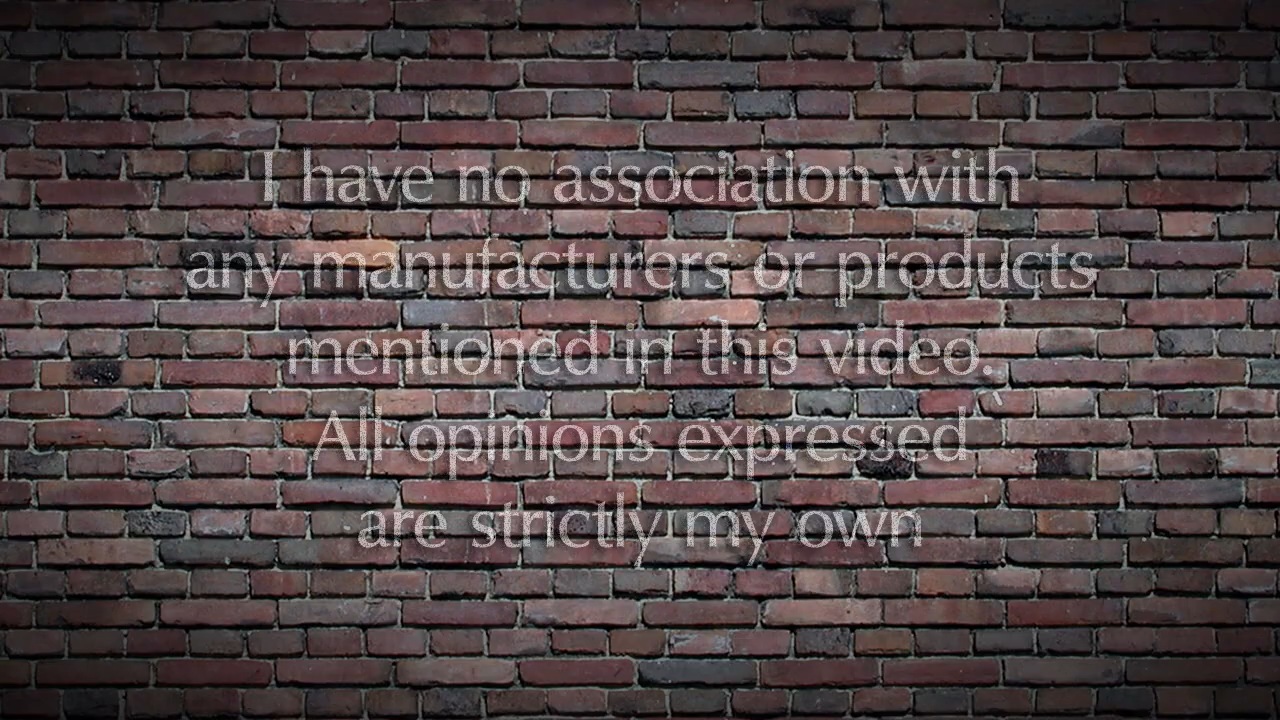 I have no association with
any manufacturers or products
mentioned in this video.
All opinions expressed
are strictly my own